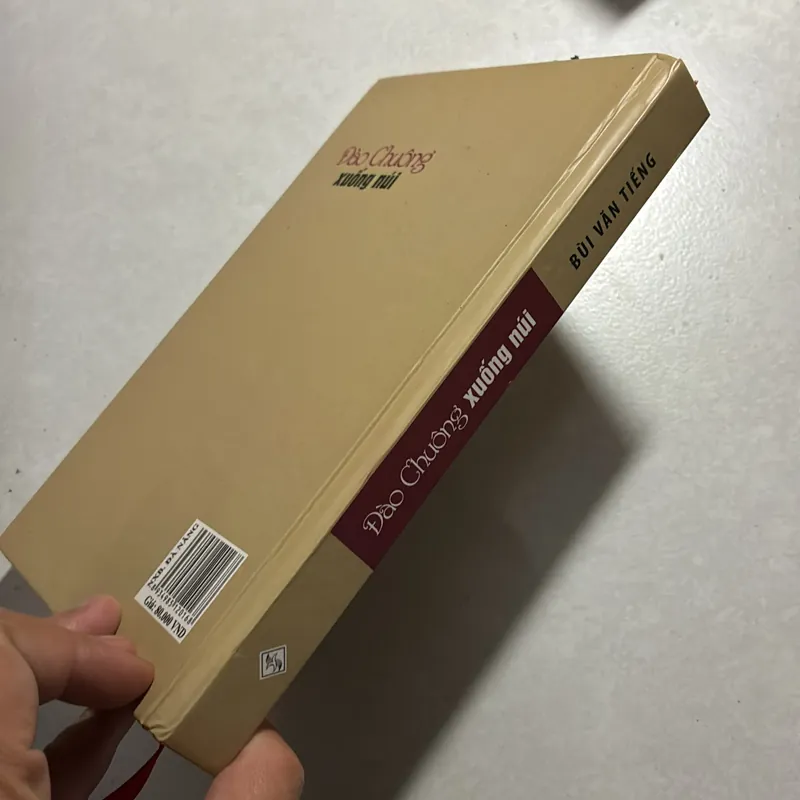 Đào Chuông
xuống núi
BÙI VĂN TIẾNG
Đào Chuông xuống núi
NXB. ĐÀ NẴNG
Giá: 80.000 VND